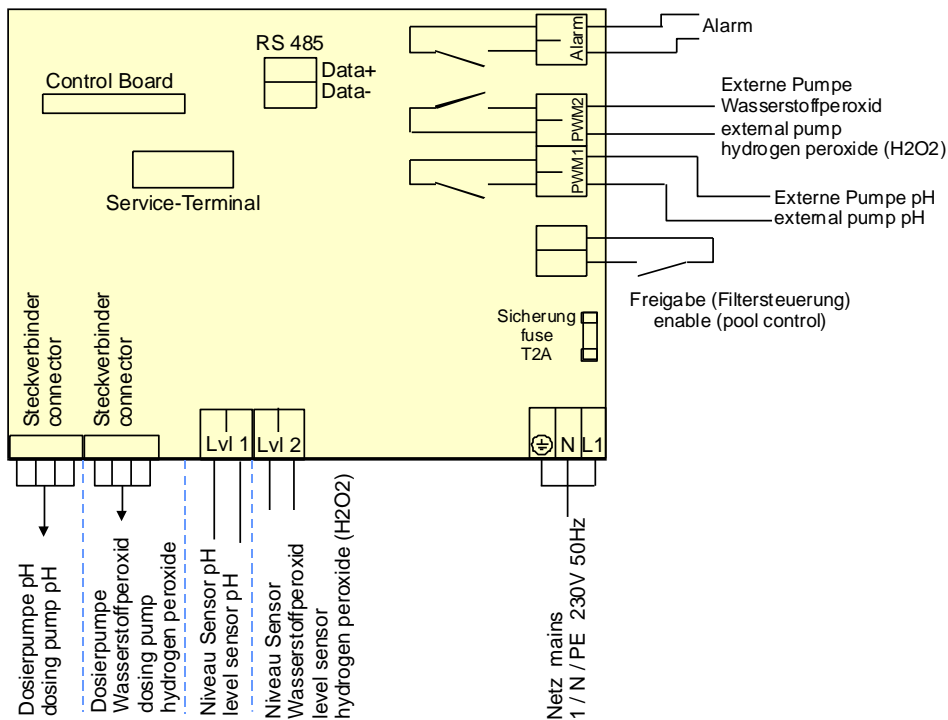 RS 485
Data+
Data-
Control Board
Service-Terminal
Alarm
Alarm
PWM2
PWM1
Externe Pumpe
Wasserstoffperoxid
external pump
hydrogen peroxide (H2O2)
Externe Pumpe pH
external pump pH
Freigabe (Filtersteuerung)
enable (pool control)
Sicherung
fuse
T2A
Steckverbinder
connector
Steckverbinder
connector
Lvl 1
Lvl 2
N
L1
Dosierpumpe pH
dosing pump pH
Dosierpumpe
Wasserstoffperoxid
dosing pump
hydrogen peroxide
Niveau Sensor pH
level sensor pH
Niveau Sensor
Wasserstoffperoxid
level sensor
hydrogen peroxide (H2O2)
Netz mains
1 / N / PE 230V 50Hz